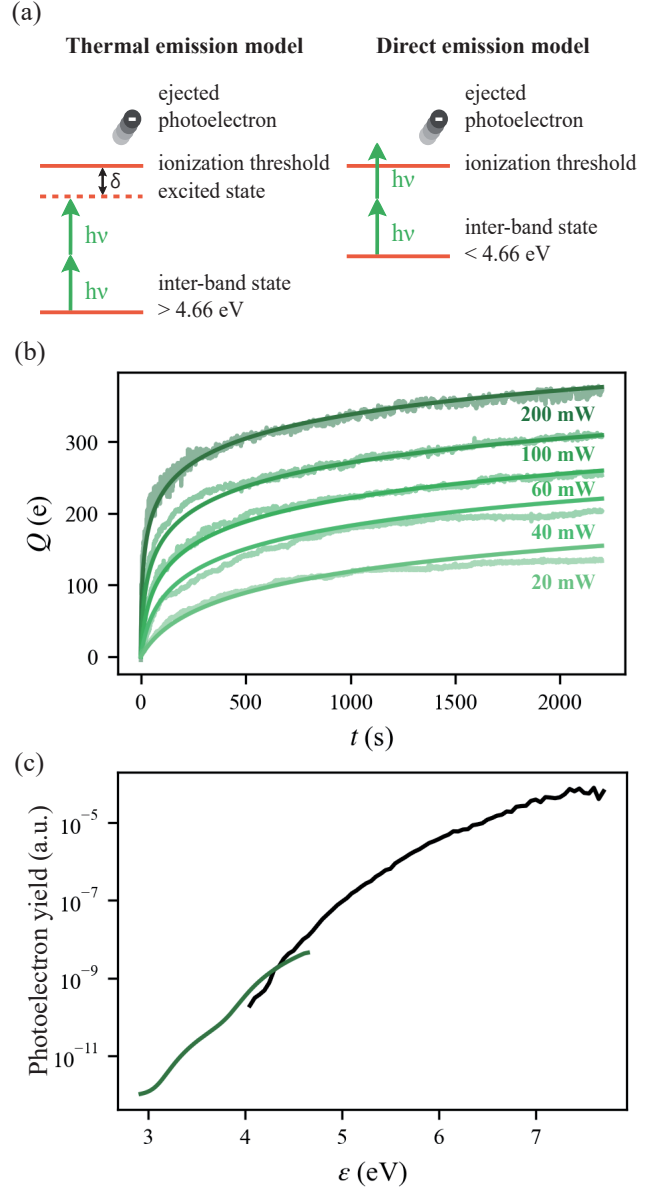 (a)
Thermal emission model
Direct emission model
ejected
photoelectron
ionization threshold
δ
excited state
hν
hν
inter-band state
> 4.66 eV
ejected
photoelectron
ionization threshold
hν
hν
inter-band state
< 4.66 eV
(b)
Q (e)
300
200
100
0
200 mW
100 mW
60 mW
40 mW
20 mW
0 500 1000 1500 2000
t (s)
(c)
Photoelectron yield (a.u.)
10⁻⁵
10⁻⁷
10⁻⁹
10⁻¹¹
3 4 5 6 7
ε (eV)